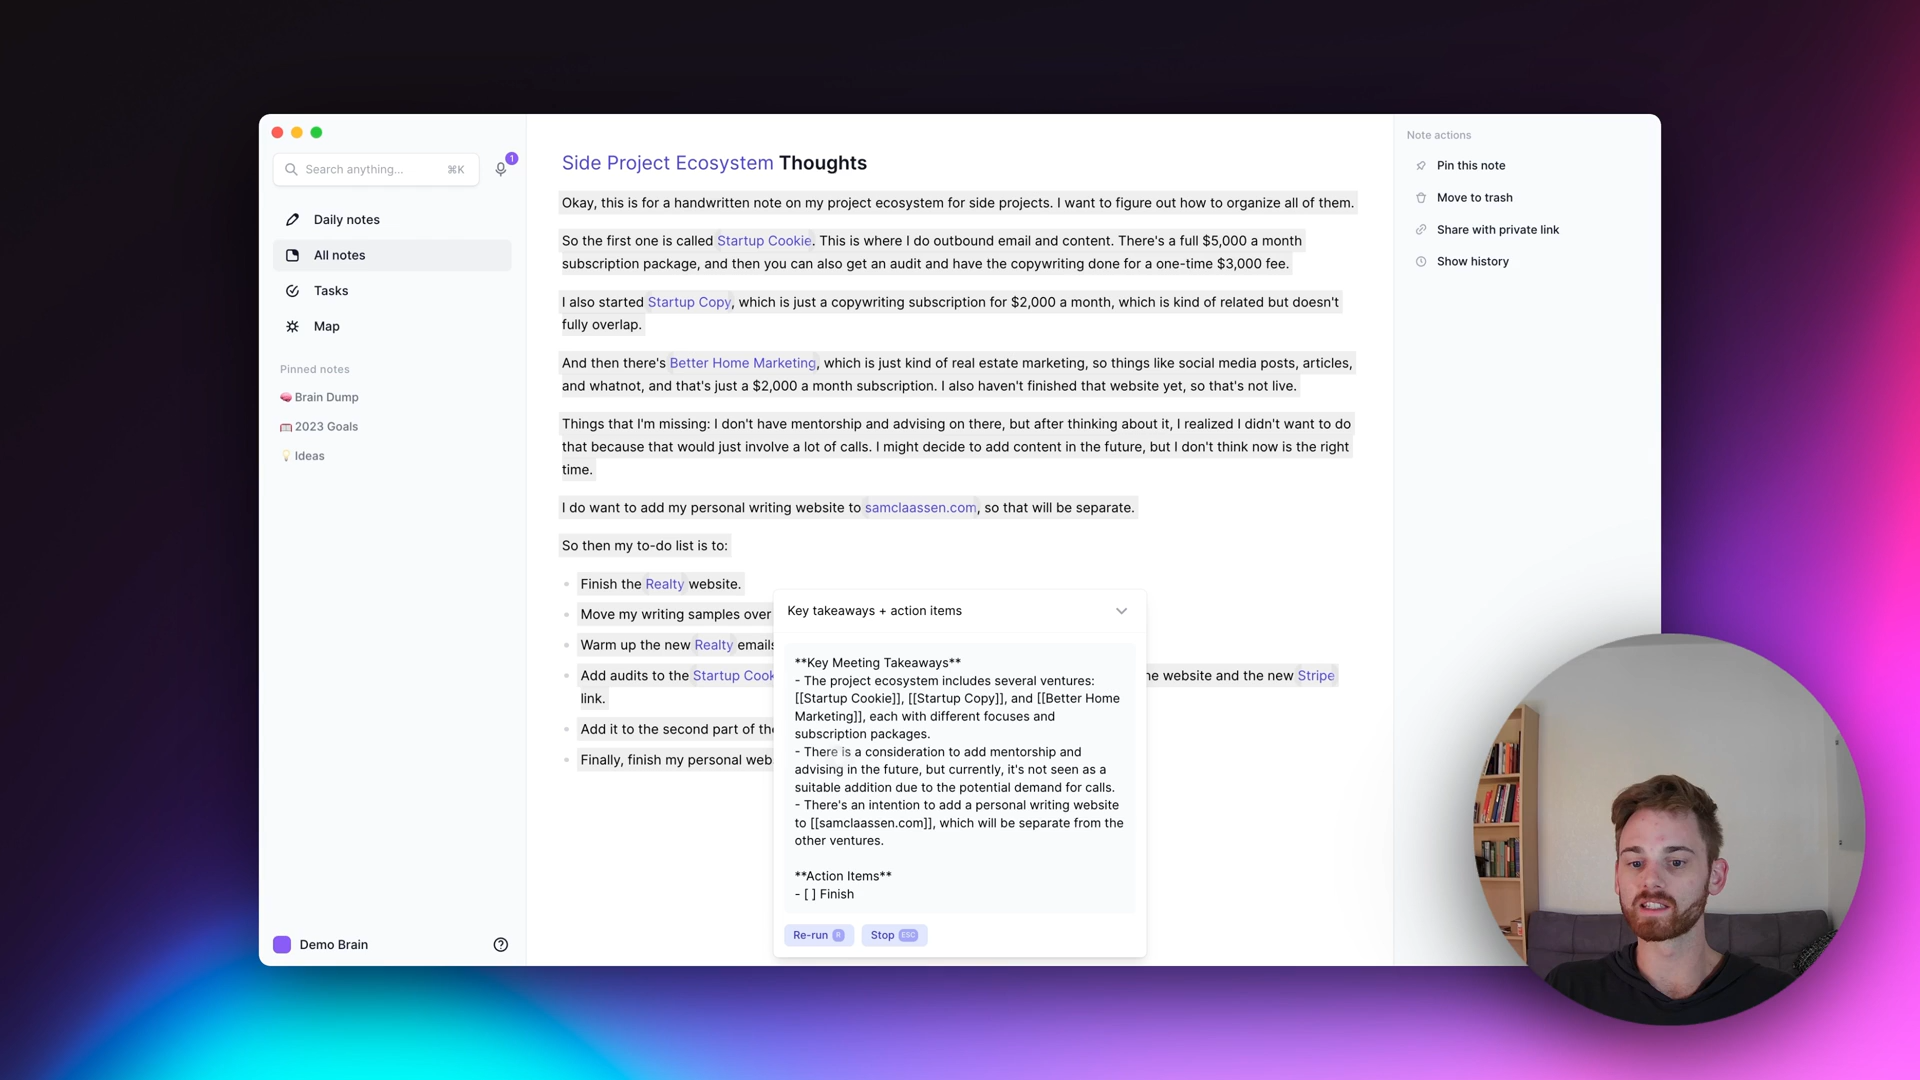 Search anything... ⌘K
1
Daily notes
All notes
Tasks
Map
Pinned notes
Brain Dump
2023 Goals
Ideas
Demo Brain
Side Project Ecosystem Thoughts
Okay, this is for a handwritten note on my project ecosystem for side projects. I want to figure out how to organize all of them.
So the first one is called Startup Cookie. This is where I do outbound email and content. There's a full $5,000 a month
subscription package, and then you can also get an audit and have the copywriting done for a one-time $3,000 fee.
I also started Startup Copy, which is just a copywriting subscription for $2,000 a month, which is kind of related but doesn't
fully overlap.
And then there's Better Home Marketing, which is just kind of real estate marketing, so things like social media posts, articles,
and whatnot, and that's just a $2,000 a month subscription. I also haven't finished that website yet, so that's not live.
Things that I'm missing: I don't have mentorship and advising on there, but after thinking about it, I realized I didn't want to do
that because that would just involve a lot of calls. I might decide to add content in the future, but I don't think now is the right
time.
I do want to add my personal writing website to samclaassen.com, so that will be separate.
So then my to-do list is to:
Finish the Realty website.
Move my writing samples over
Warm up the new Realty emails
Add audits to the Startup Cook
ne website and the new Stripe
link.
Add it to the second part of the
Finally, finish my personal web
Key takeaways + action items
**Key Meeting Takeaways**
- The project ecosystem includes several ventures:
[[Startup Cookie]], [[Startup Copy]], and [[Better Home
Marketing]], each with different focuses and
subscription packages.
- There is a consideration to add mentorship and
advising in the future, but currently, it's not seen as a
suitable addition due to the potential demand for calls.
- There's an intention to add a personal writing website
to [[samclaassen.com]], which will be separate from the
other ventures.
**Action Items**
- [ ] Finish
Re-run R
Stop ESC
Note actions
Pin this note
Move to trash
Share with private link
Show history